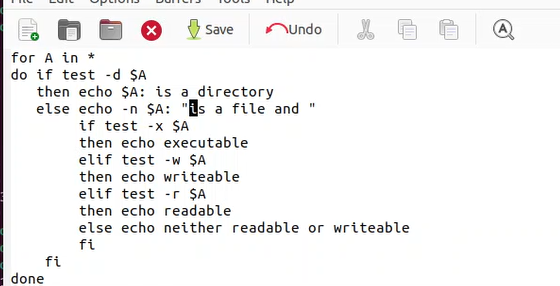 File Edit Options Buffers Tools Help
Save Undo
for A in *
do if test -d $A
then echo $A: is a directory
else echo -n $A: "is a file and "
if test -x $A
then echo executable
elif test -w $A
then echo writeable
elif test -r $A
then echo readable
else echo neither readable or writeable
fi
fi
done